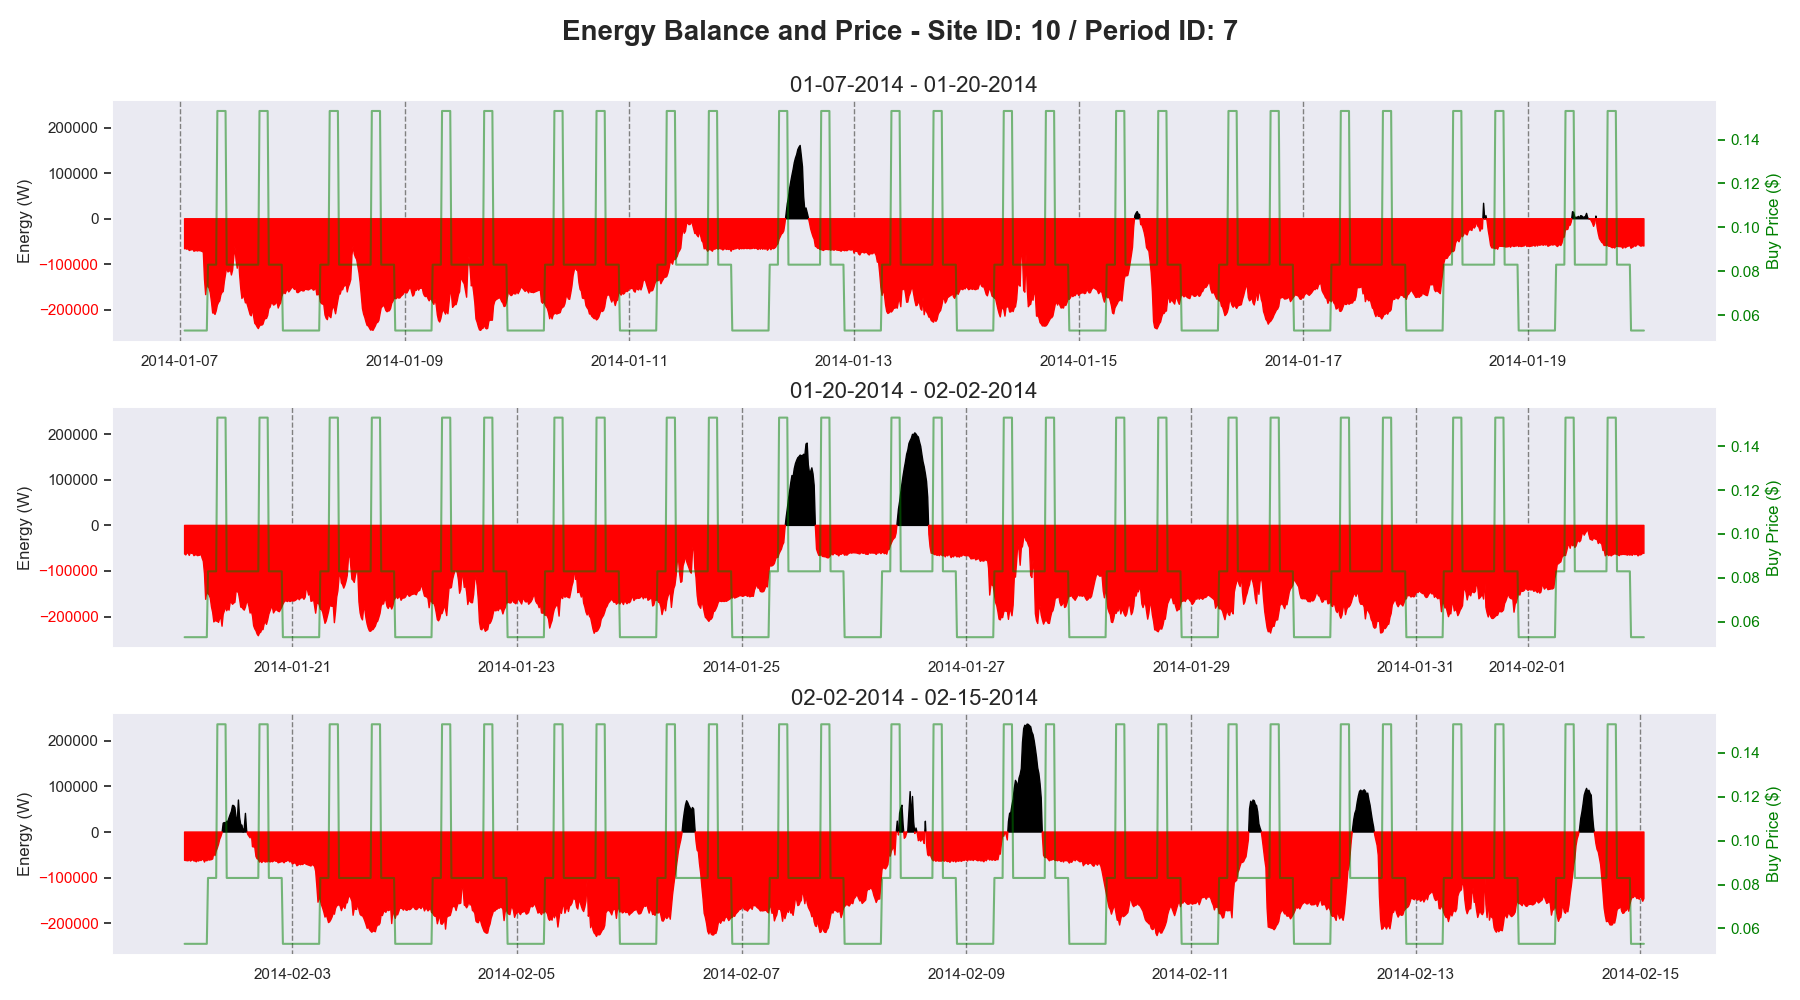 Energy Balance and Price - Site ID: 10 / Period ID: 7
01-07-2014 - 01-20-2014
Energy (W)
200000
100000
0
−100000
−200000
0.14
0.12
0.10
0.08
0.06
Buy Price ($)
2014-01-07 2014-01-09 2014-01-11 2014-01-13 2014-01-15 2014-01-17 2014-01-19
01-20-2014 - 02-02-2014
Energy (W)
200000
100000
0
−100000
−200000
0.14
0.12
0.10
0.08
0.06
Buy Price ($)
2014-01-21 2014-01-23 2014-01-25 2014-01-27 2014-01-29 2014-01-31 2014-02-01
02-02-2014 - 02-15-2014
Energy (W)
200000
100000
0
−100000
−200000
0.14
0.12
0.10
0.08
0.06
Buy Price ($)
2014-02-03 2014-02-05 2014-02-07 2014-02-09 2014-02-11 2014-02-13 2014-02-15